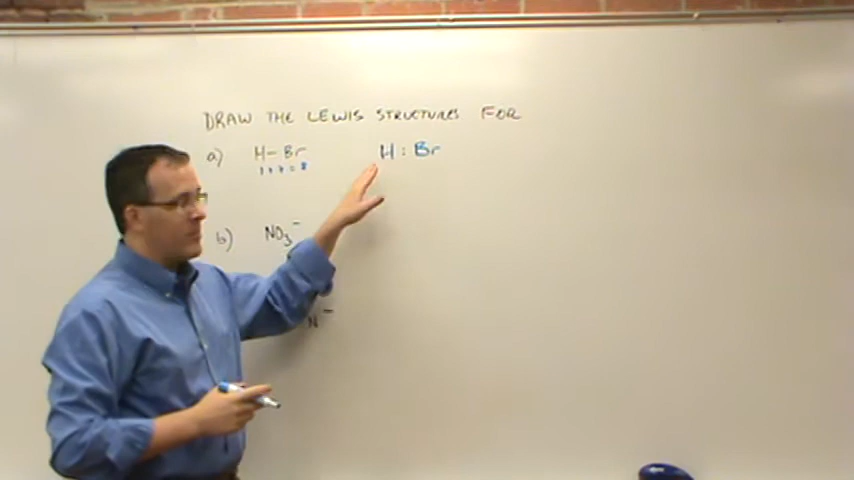 DRAW THE LEWIS STRUCTURES FOR
a) H-Br H:Br
1+7=8
b) NO₃⁻
N⁻